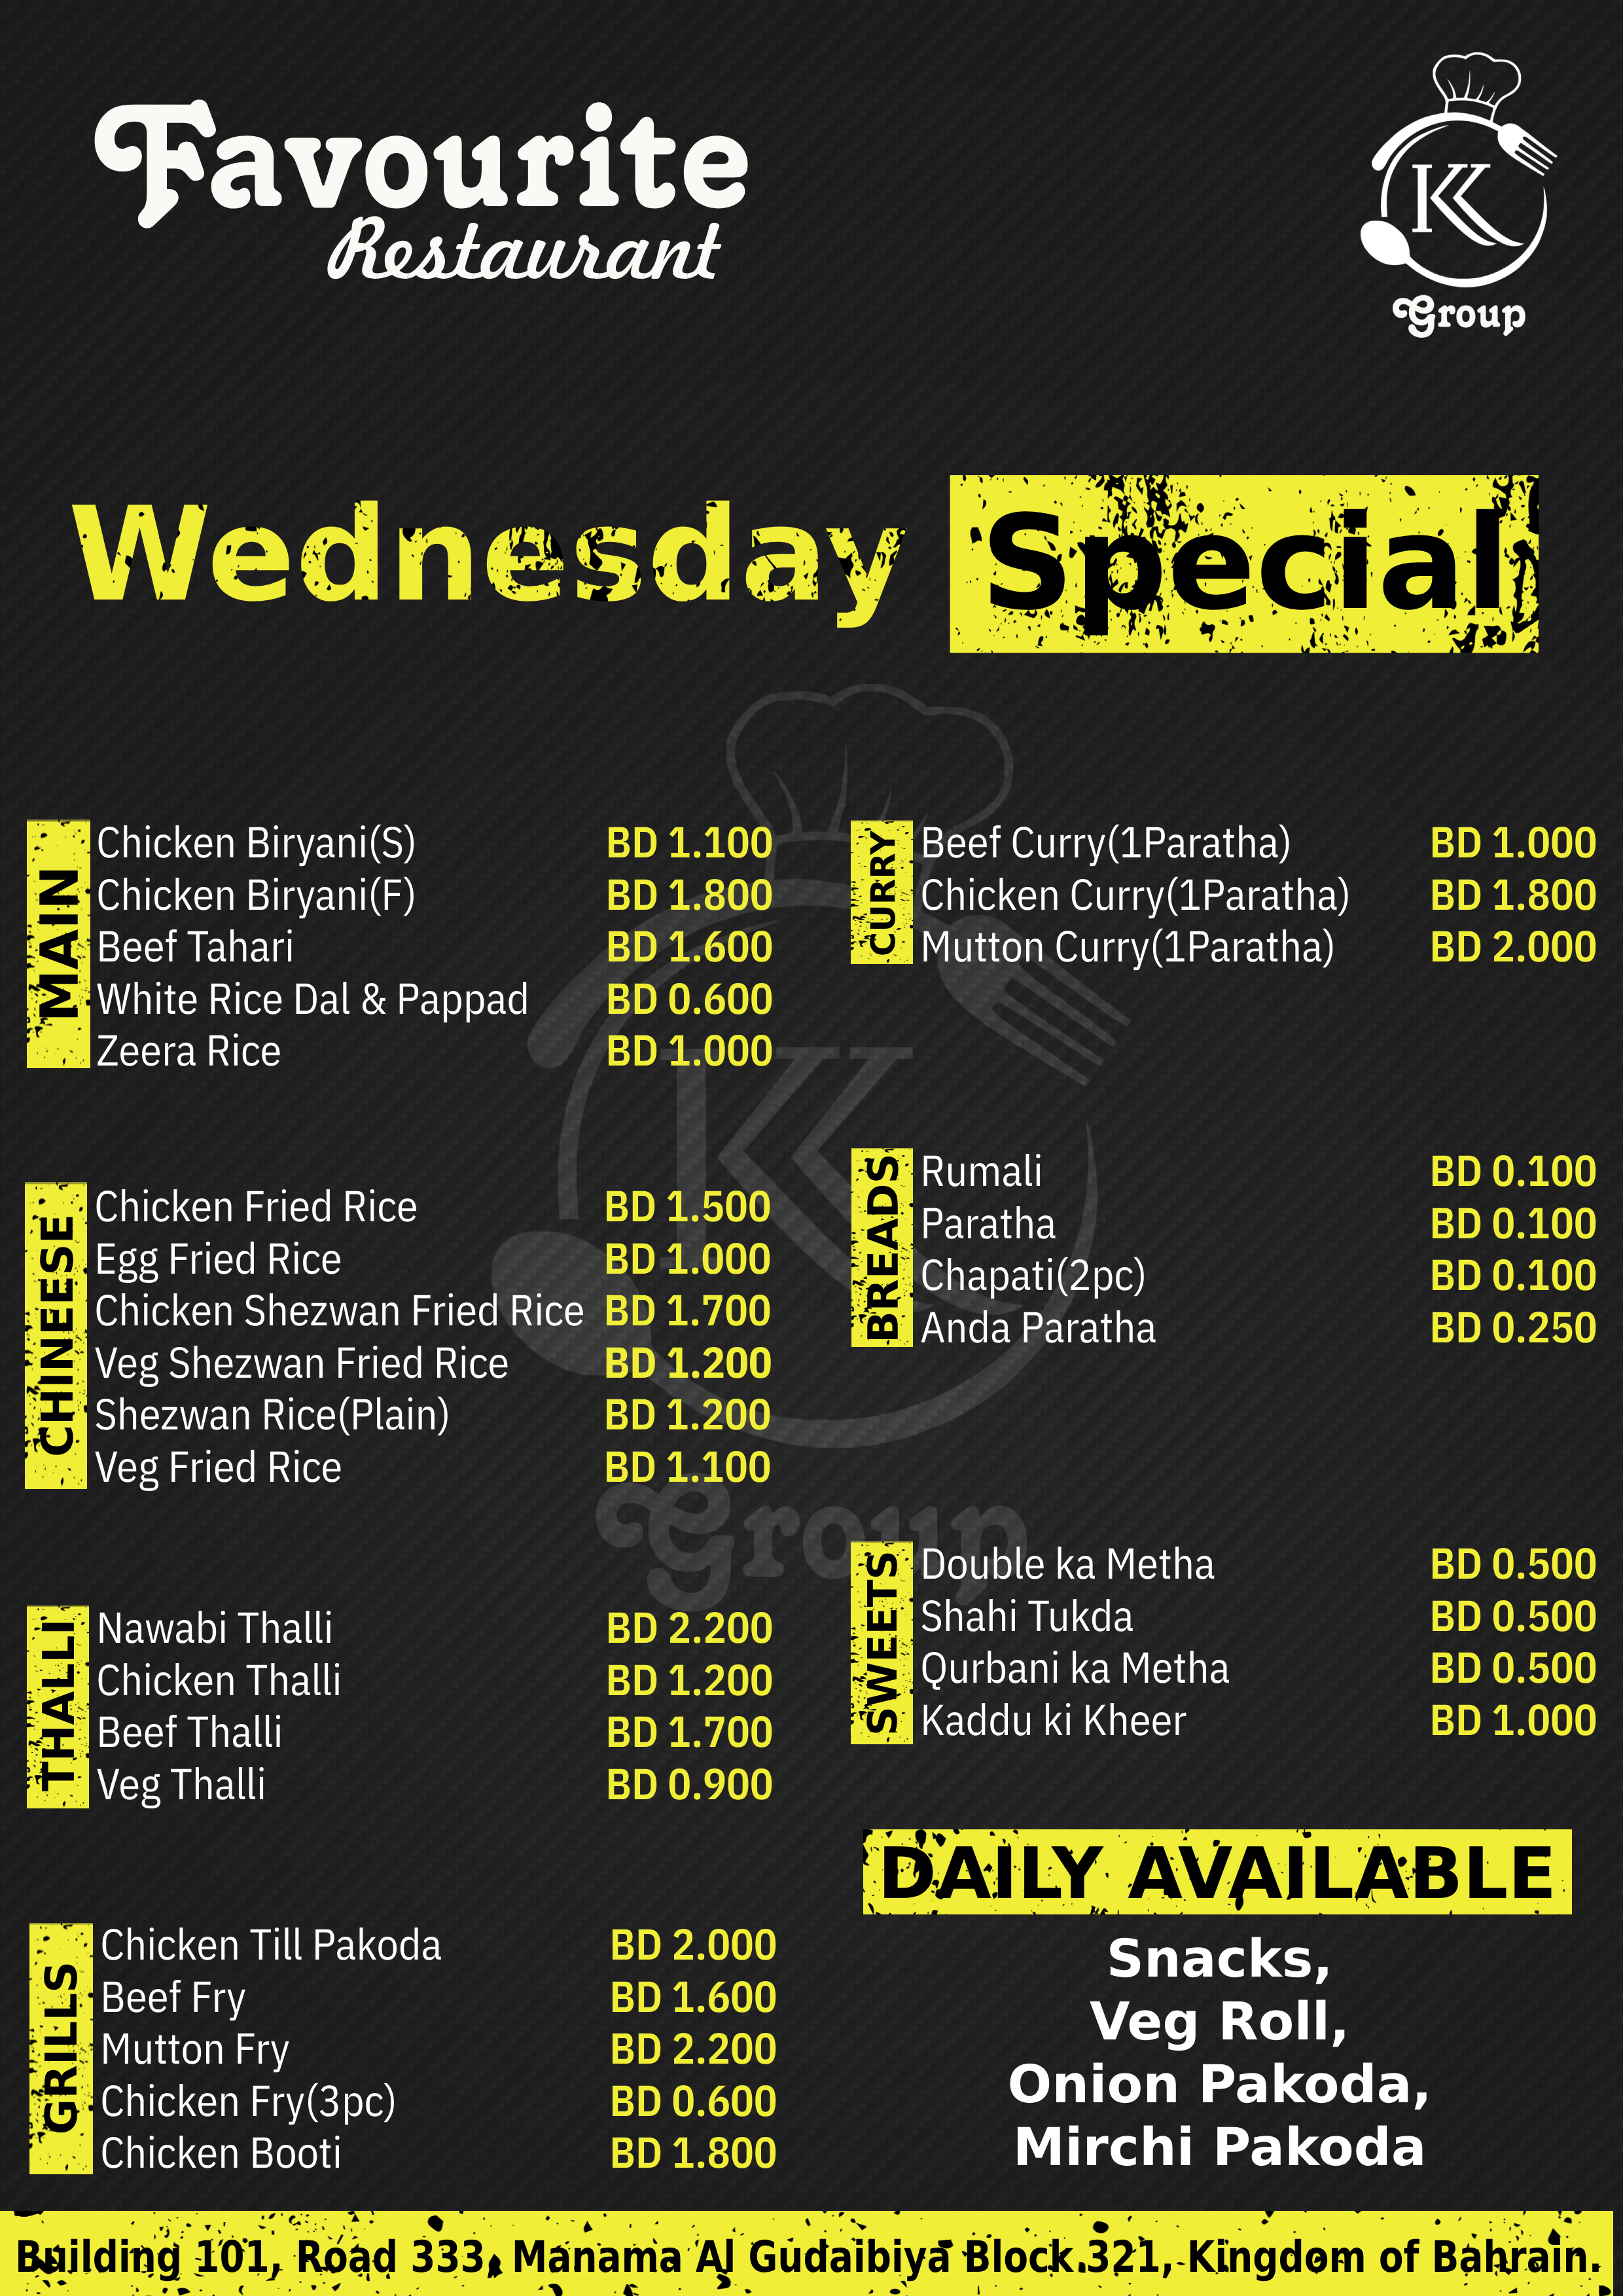 Favourite
Restaurant
KK
Group
Wednesday Special
MAIN
Chicken Biryani(S) BD 1.100
Chicken Biryani(F) BD 1.800
Beef Tahari BD 1.600
White Rice Dal & Pappad BD 0.600
Zeera Rice BD 1.000
CHINEESE
Chicken Fried Rice BD 1.500
Egg Fried Rice BD 1.000
Chicken Shezwan Fried Rice BD 1.700
Veg Shezwan Fried Rice BD 1.200
Shezwan Rice(Plain) BD 1.200
Veg Fried Rice BD 1.100
THALLI
Nawabi Thalli BD 2.200
Chicken Thalli BD 1.200
Beef Thalli BD 1.700
Veg Thalli BD 0.900
GRILLS
Chicken Till Pakoda BD 2.000
Beef Fry BD 1.600
Mutton Fry BD 2.200
Chicken Fry(3pc) BD 0.600
Chicken Booti BD 1.800
CURRY
Beef Curry(1Paratha) BD 1.000
Chicken Curry(1Paratha) BD 1.800
Mutton Curry(1Paratha) BD 2.000
BREADS
Rumali BD 0.100
Paratha BD 0.100
Chapati(2pc) BD 0.100
Anda Paratha BD 0.250
SWEETS
Double ka Metha BD 0.500
Shahi Tukda BD 0.500
Qurbani ka Metha BD 0.500
Kaddu ki Kheer BD 1.000
KK
Group
DAILY AVAILABLE
Snacks,
Veg Roll,
Onion Pakoda,
Mirchi Pakoda
Building 101, Road 333, Manama Al Gudaibiya Block 321, Kingdom of Bahrain.